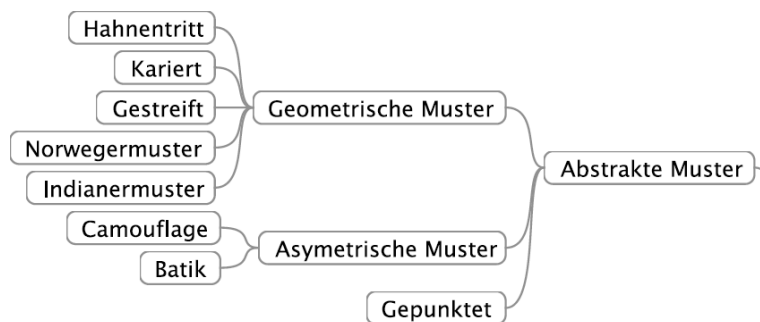 Hahnentritt
Kariert
Gestreift
Geometrische Muster
Norwegermuster
Indianermuster
Abstrakte Muster
Camouflage
Asymetrische Muster
Batik
Gepunktet